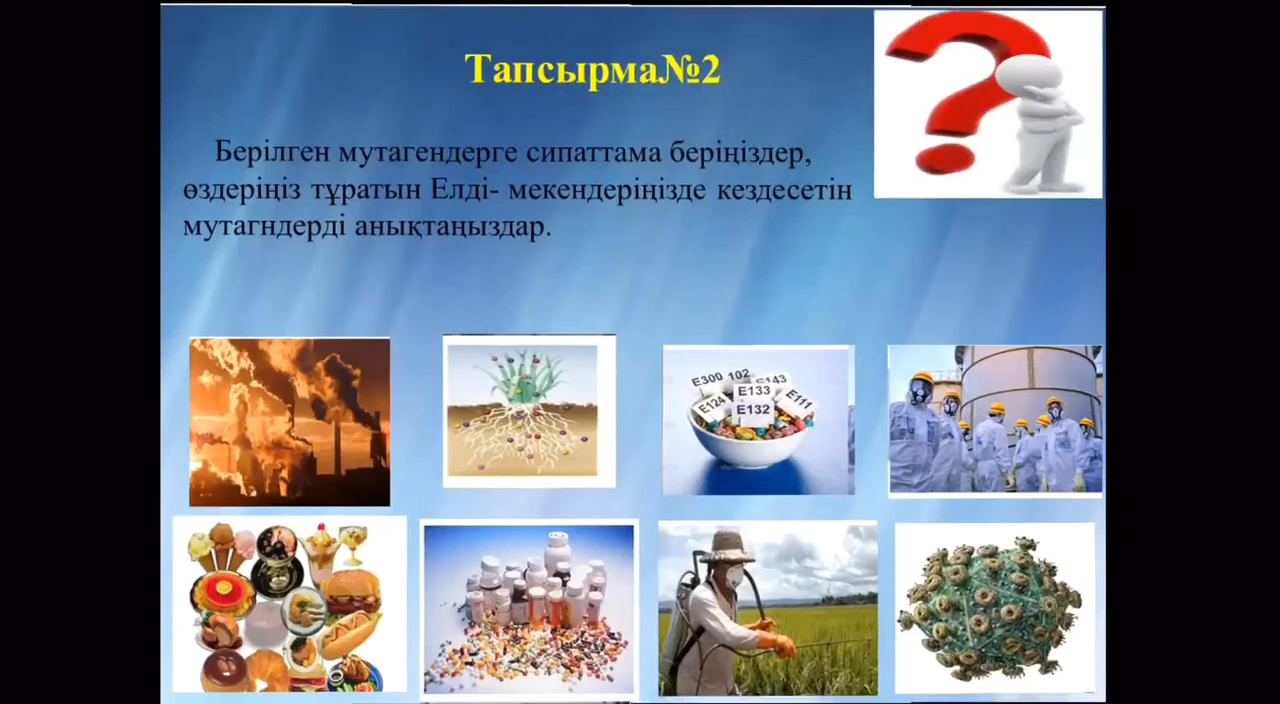 Тапсырма№2
Берілген мутагендерге сипаттама беріңіздер,
өздеріңіз тұратын Елді- мекендеріңізде кездесетін
мутагндерді анықтаңыздар.
E300 102 E143
E124 E133 E111
E132